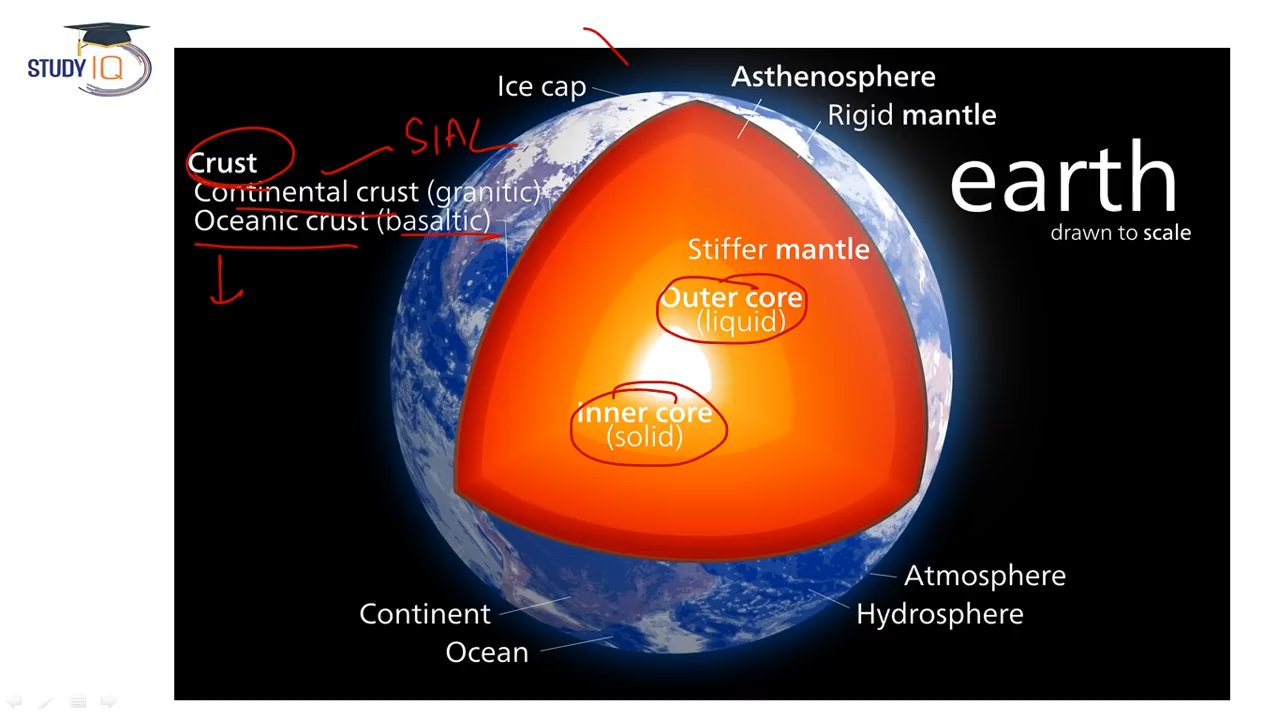 STUDY IQ
Ice cap
Asthenosphere
Rigid mantle
SIAL
Crust
Continental crust (granitic)
Oceanic crust (basaltic)
earth
drawn to scale
Stiffer mantle
Outer core
(liquid)
Inner core
(solid)
Atmosphere
Continent
Hydrosphere
Ocean